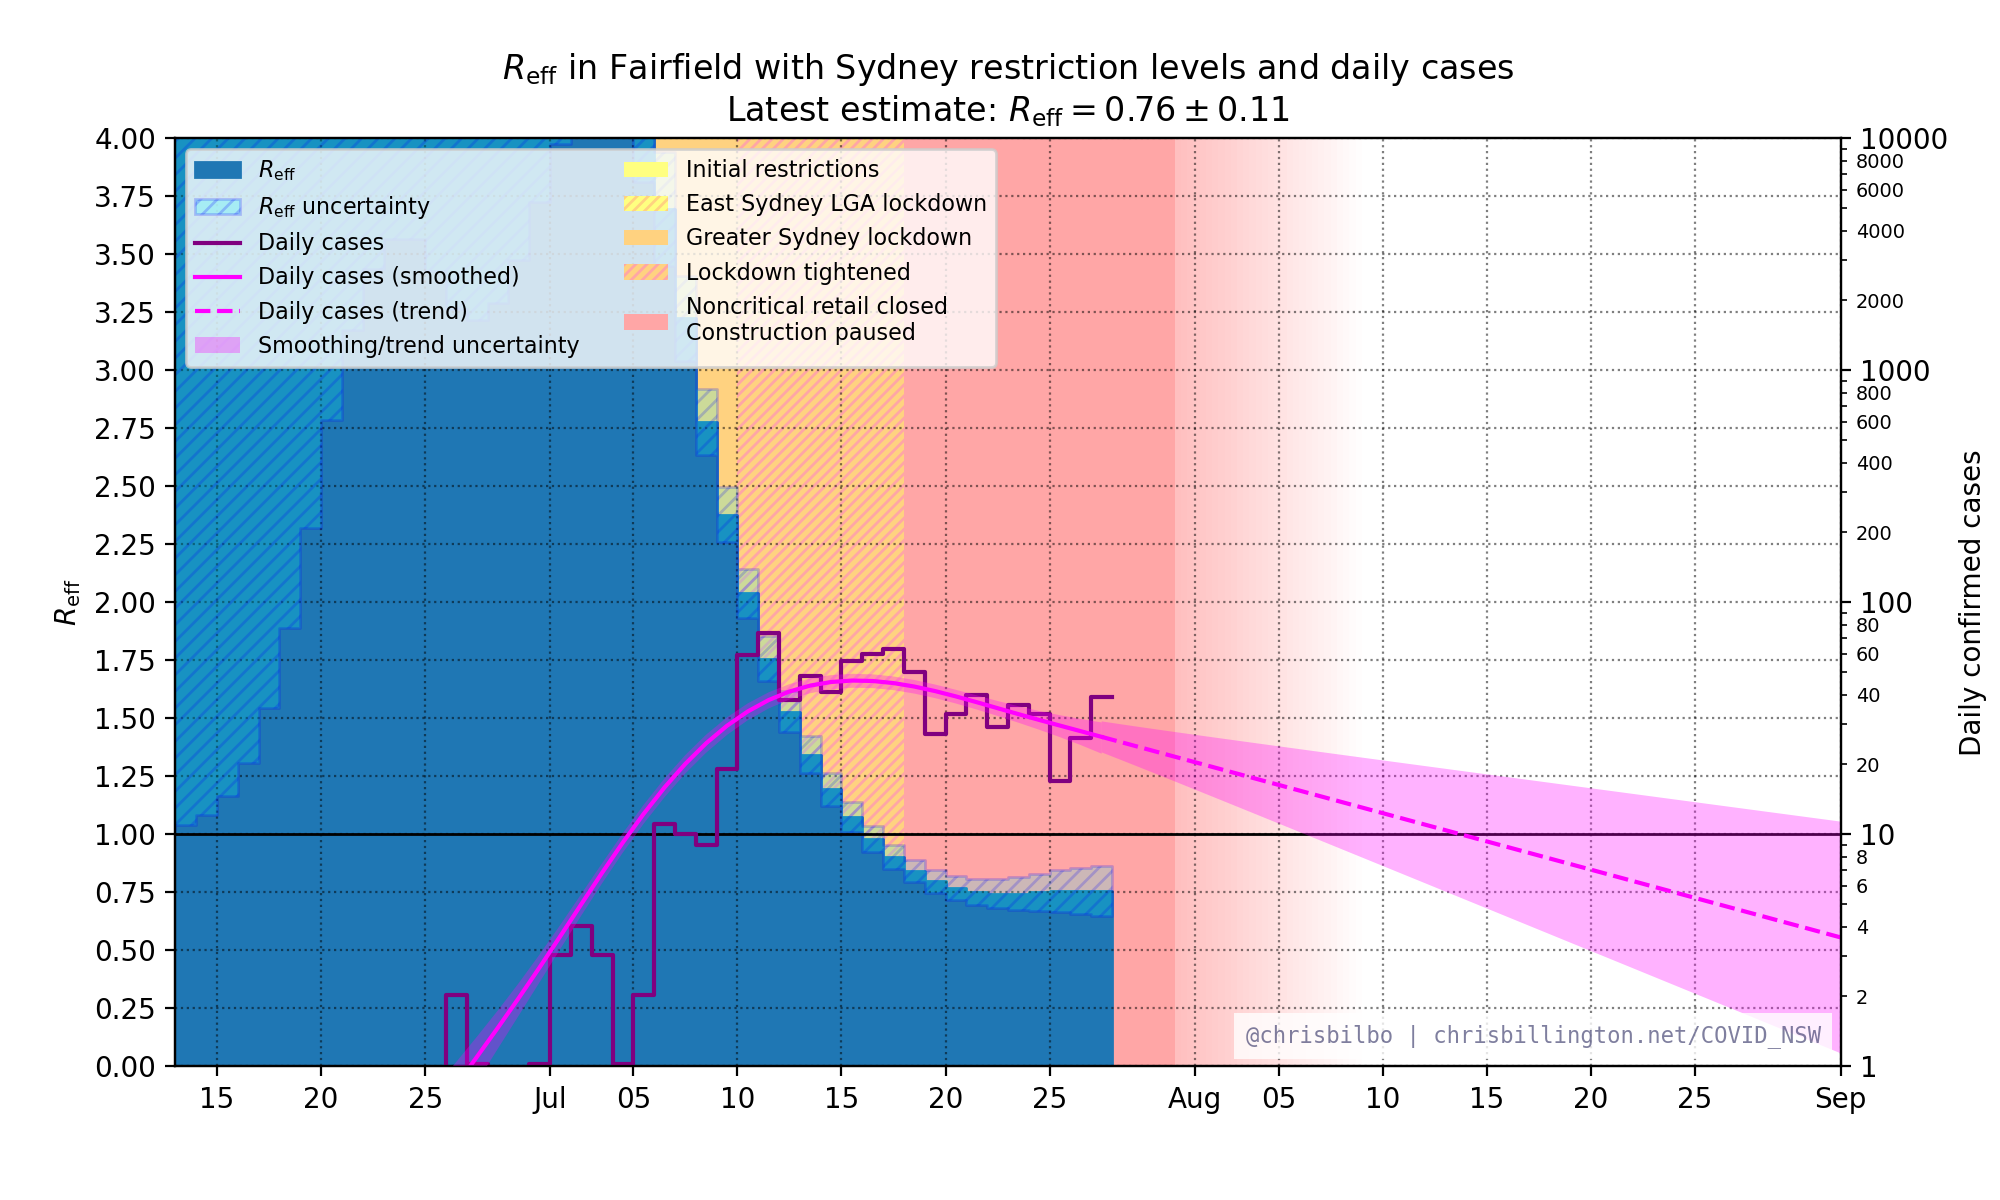 Reff in Fairfield with Sydney restriction levels and daily cases
Latest estimate: Reff = 0.76 ± 0.11
Reff
Reff uncertainty
Daily cases
Daily cases (smoothed)
Daily cases (trend)
Smoothing/trend uncertainty
Initial restrictions
East Sydney LGA lockdown
Greater Sydney lockdown
Lockdown tightened
Noncritical retail closed
Construction paused
Reff
4.00
3.75
3.50
3.25
3.00
2.75
2.50
2.25
2.00
1.75
1.50
1.25
1.00
0.75
0.50
0.25
0.00
10000
8000
6000
4000
2000
1000
800
600
400
200
100
80
60
40
20
10
8
6
4
2
1
Daily confirmed cases
@chrisbilbo | chrisbillington.net/COVID_NSW
15 20 25 Jul 05 10 15 20 25 Aug 05 10 15 20 25 Sep